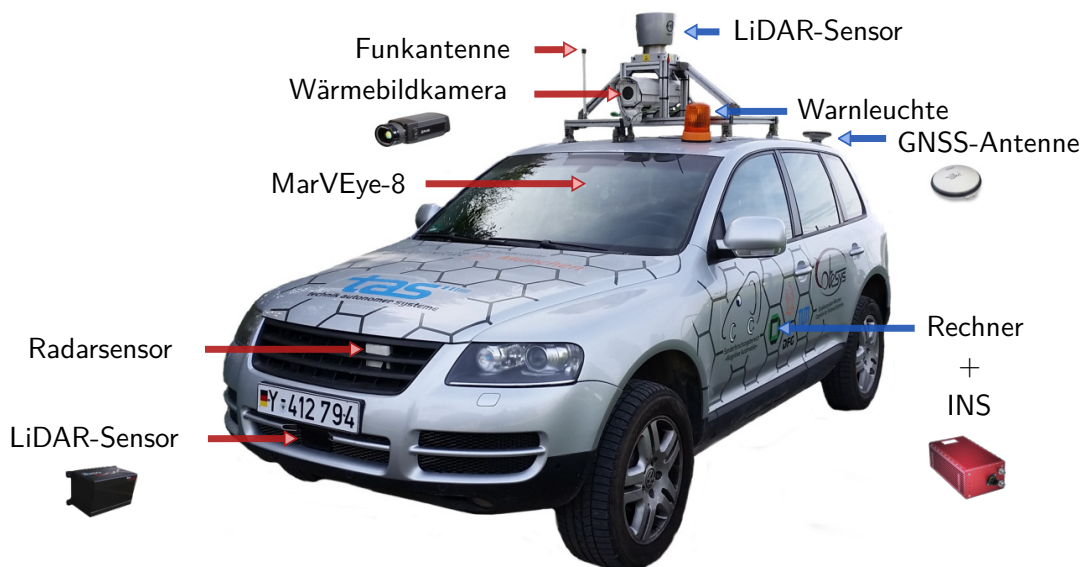 LiDAR-Sensor
Funkantenne
Wärmebildkamera
Warnleuchte
GNSS-Antenne
MarVEye-8
tas
technik autonomer systeme
DFG
Rechner
+
INS
Radarsensor
Y-412 794
LiDAR-Sensor